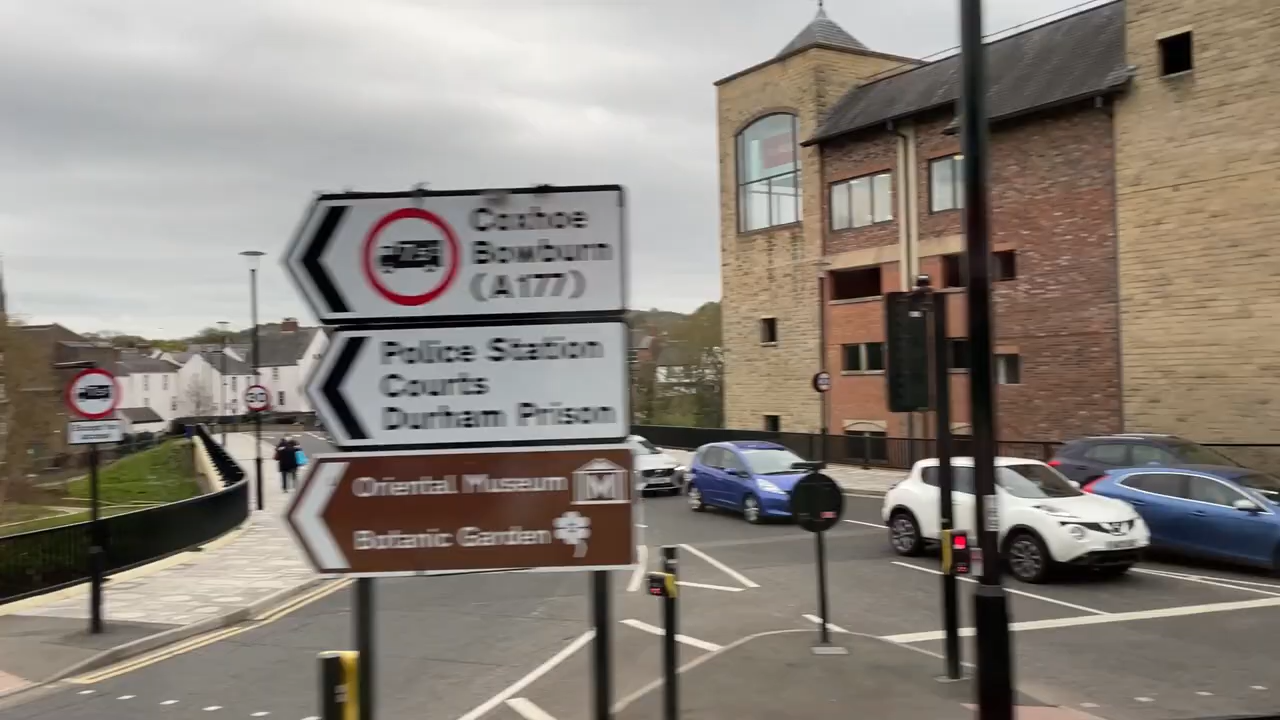 Coxhoe
Bowburn
(A177)
Police Station
Courts
Durham Prison
Oriental Museum
M
Botanic Garden
30